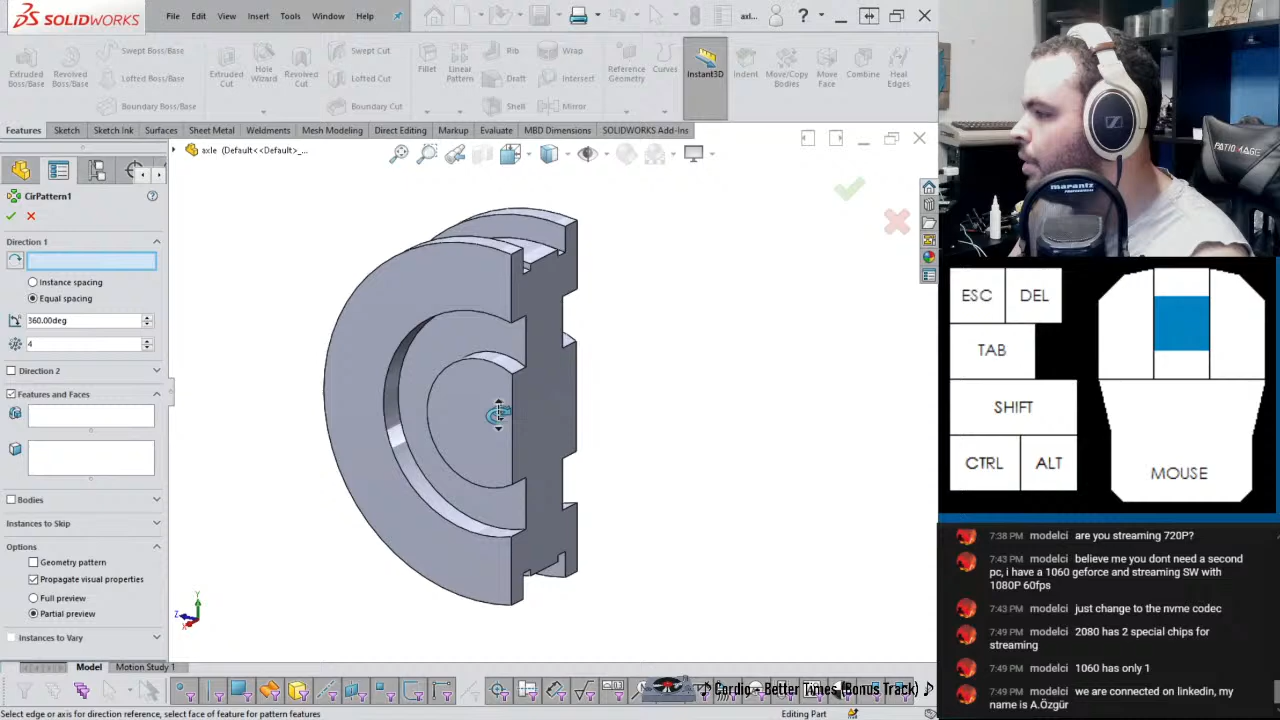 SOLIDWORKS File Edit View Insert Tools Window Help axl... ?
Extruded Boss/Base
Revolved Boss/Base
Swept Boss/Base
Lofted Boss/Base
Boundary Boss/Base
Extruded Cut
Hole Wizard
Revolved Cut
Swept Cut
Lofted Cut
Boundary Cut
Fillet
Linear Pattern
Rib
Draft
Shell
Wrap
Intersect
Mirror
Reference Geometry
Curves
Instant3D
Indent
Move/Copy Bodies
Move Face
Combine
Heal Edges
Features Sketch Sketch Ink Surfaces Sheet Metal Weldments Mesh Modeling Direct Editing Markup Evaluate MBD Dimensions SOLIDWORKS Add-Ins
axle (Default<<Default>_...
CirPattern1
Direction 1
Instance spacing
Equal spacing
360.00deg
4
Direction 2
Features and Faces
Bodies
Instances to Skip
Options
Geometry pattern
Propagate visual properties
Full preview
Partial preview
Instances to Vary
Y
Z
X
Model Motion Study 1
♪ Cordig - Better Times (Bonus Track) ♪
Select edge or axis for direction reference, select face of feature for pattern features
Editing Part
marantz
PROFESSIONAL
PATIOMAGE
ESC DEL
TAB
SHIFT
CTRL ALT
MOUSE
7:38 PM modelci are you streaming 720P?
7:43 PM modelci believe me you dont need a second
pc, i have a 1060 geforce and streaming SW with
1080P 60fps
7:43 PM modelci just change to the nvme codec
7:49 PM modelci 2080 has 2 special chips for
streaming
7:49 PM modelci 1060 has only 1
7:49 PM modelci we are connected on linkedin, my
name is A.Özgür